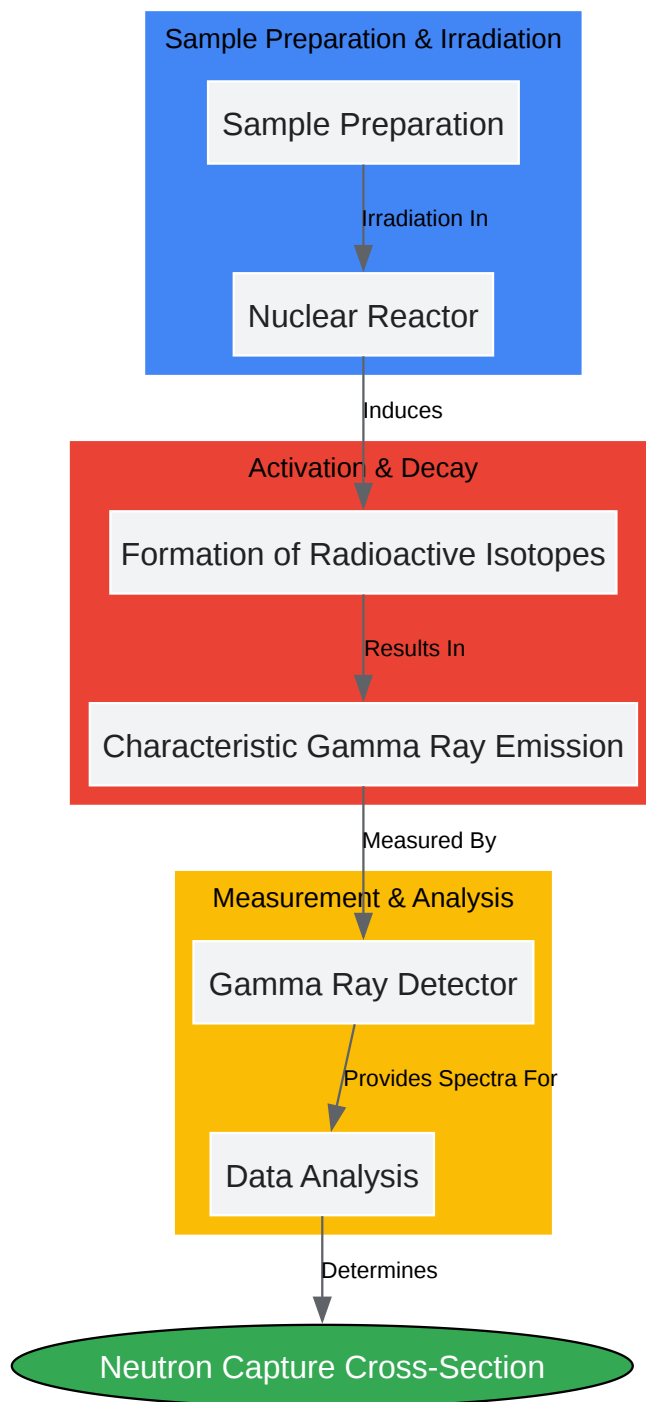 Sample Preparation & Irradiation
Sample Preparation
Irradiation In
Nuclear Reactor
Induces
Activation & Decay
Formation of Radioactive Isotopes
Results In
Characteristic Gamma Ray Emission
Measured By
Measurement & Analysis
Gamma Ray Detector
Provides Spectra For
Data Analysis
Determines
Neutron Capture Cross-Section